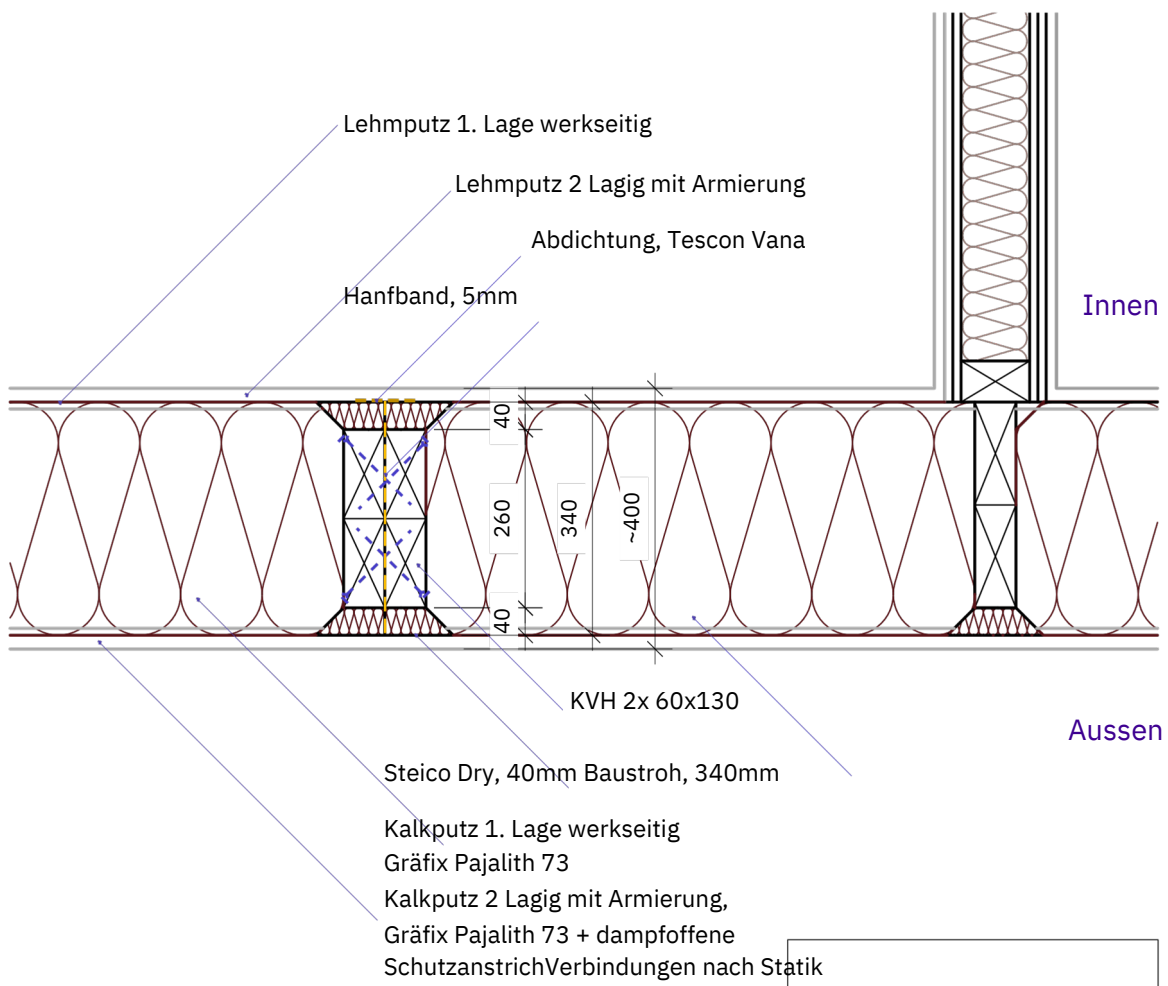 Lehmputz 1. Lage werkseitig
Lehmputz 2 Lagig mit Armierung
Abdichtung, Tescon Vana
Hanfband, 5mm
Innen
40
260
340
~400
40
KVH 2x 60x130
Aussen
Steico Dry, 40mm Baustroh, 340mm
Kalkputz 1. Lage werkseitig
Gräfix Pajalith 73
Kalkputz 2 Lagig mit Armierung,
Gräfix Pajalith 73 + dampfoffene
SchutzanstrichVerbindungen nach Statik